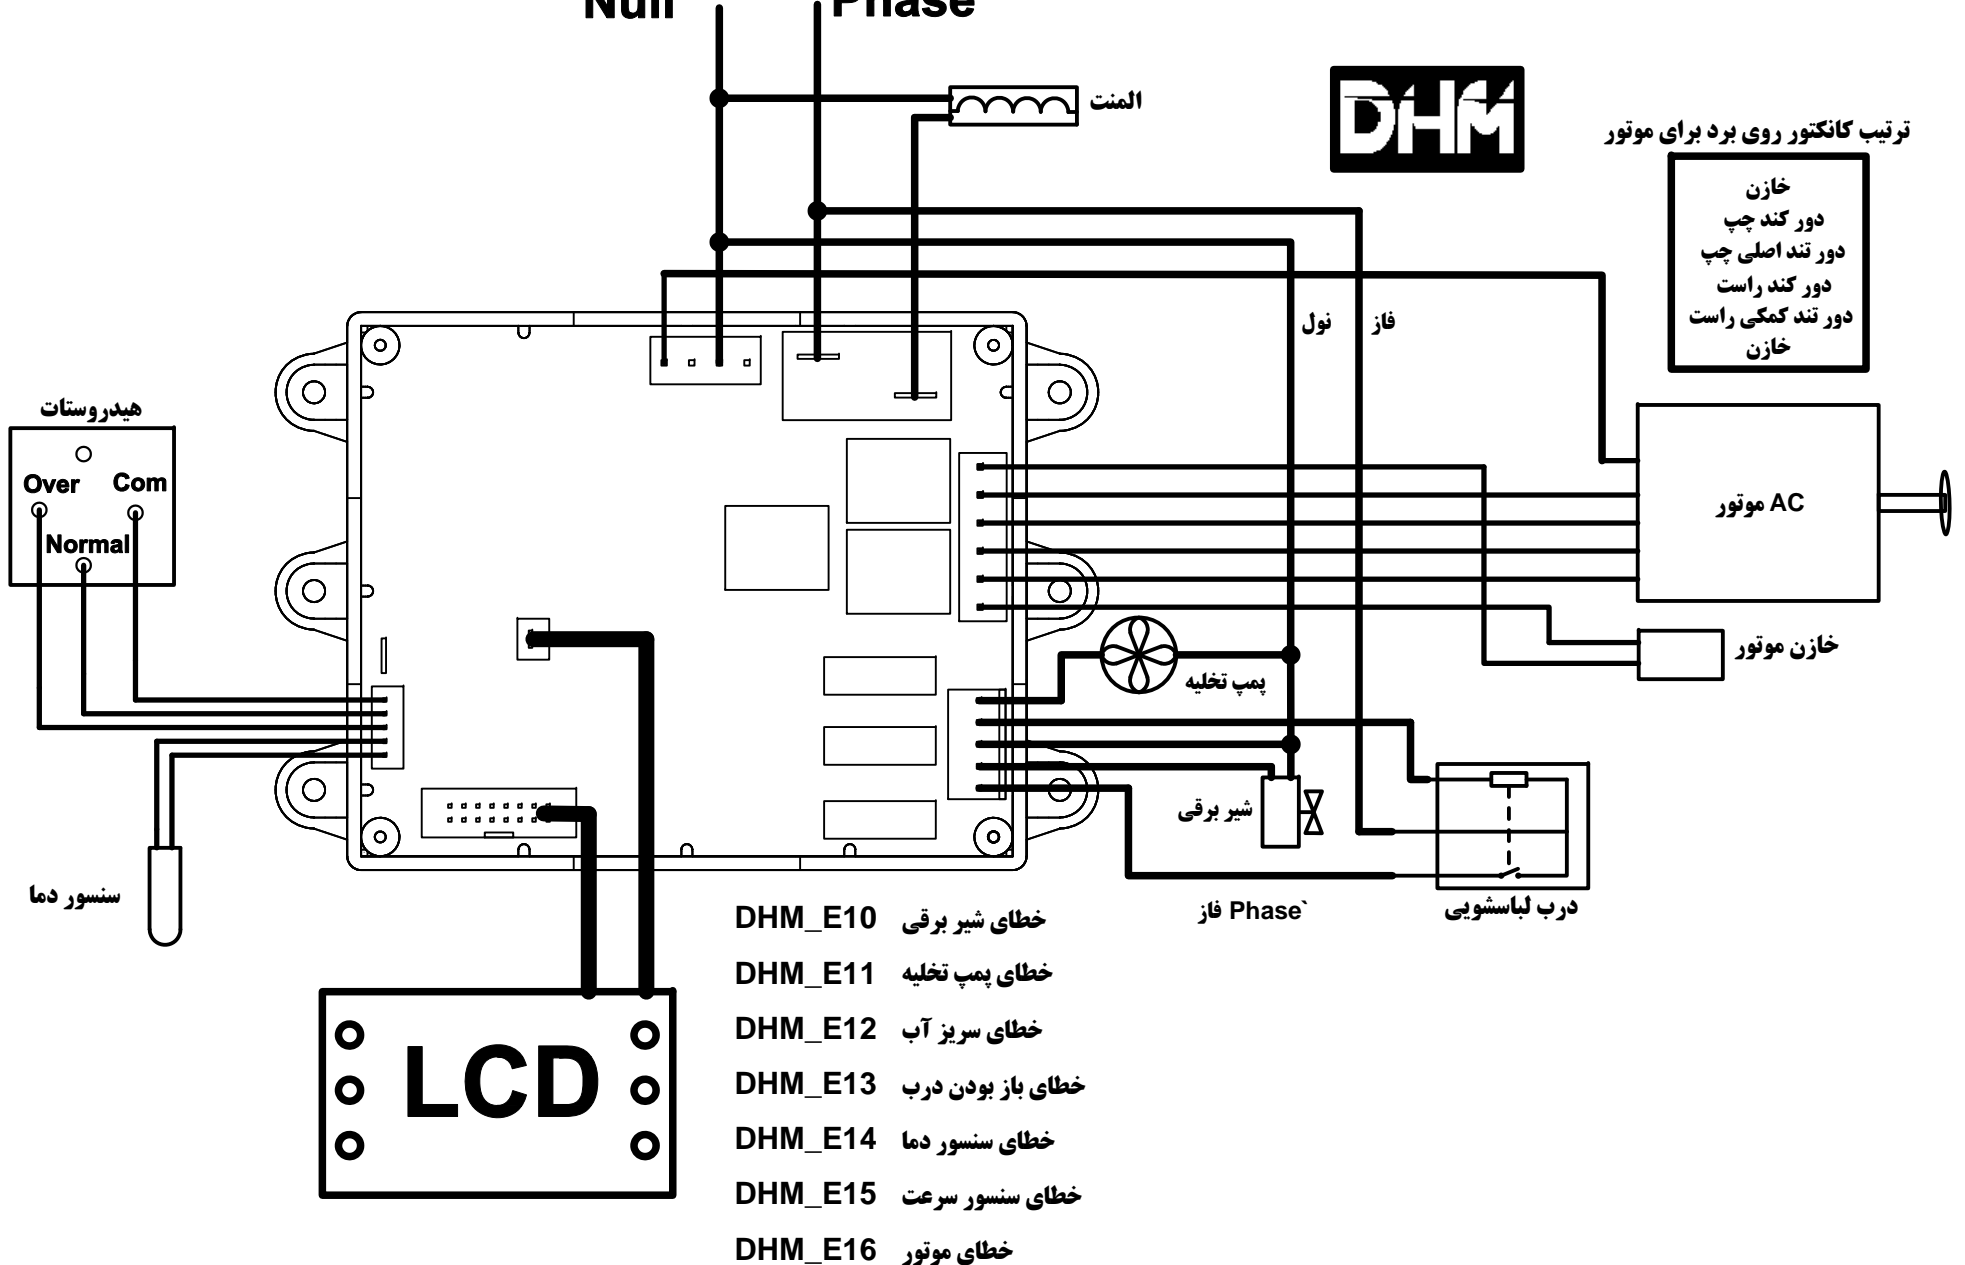 Null
Phase
المنت
DHM
ترتیب کانکتور روی برد برای موتور
خازن
دور کند چپ
دور تند اصلی چپ
دور کند راست
دور تند کمکی راست
خازن
نول
فاز
هیدروستات
Over
Com
Normal
موتور AC
خازن موتور
پمپ تخلیه
شیر برقی
درب لباسشویی
فاز Phase`
سنسور دما
LCD
DHM_E10 خطای شیر برقی
DHM_E11 خطای پمپ تخلیه
DHM_E12 خطای سریز آب
DHM_E13 خطای باز بودن درب
DHM_E14 خطای سنسور دما
DHM_E15 خطای سنسور سرعت
DHM_E16 خطای موتور